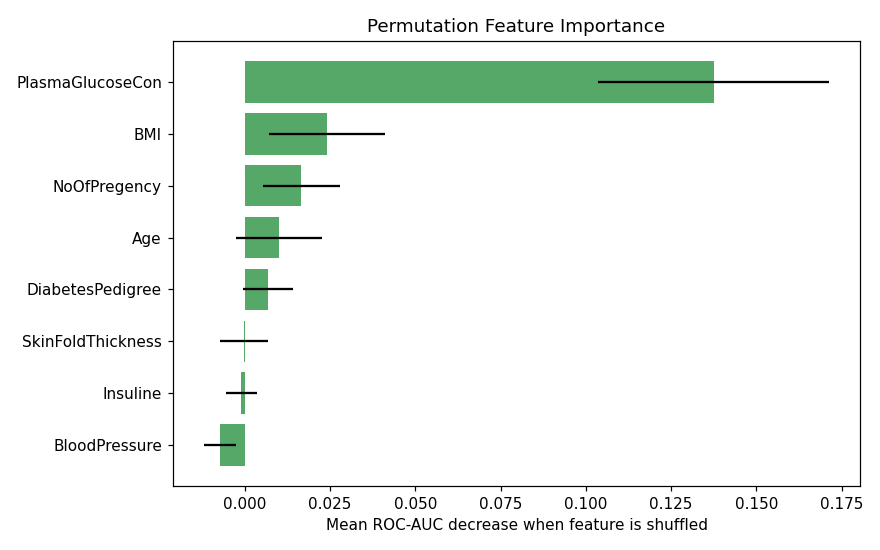 Permutation Feature Importance
PlasmaGlucoseCon
BMI
NoOfPregency
Age
DiabetesPedigree
SkinFoldThickness
Insuline
BloodPressure
0.000 0.025 0.050 0.075 0.100 0.125 0.150 0.175
Mean ROC-AUC decrease when feature is shuffled